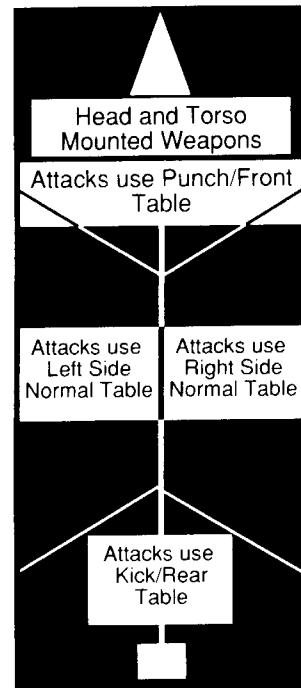 Head and Torso
Mounted Weapons
Attacks use Punch/Front
Table
Attacks use
Left Side
Normal Table
Attacks use
Right Side
Normal Table
Attacks use
Kick/Rear
Table